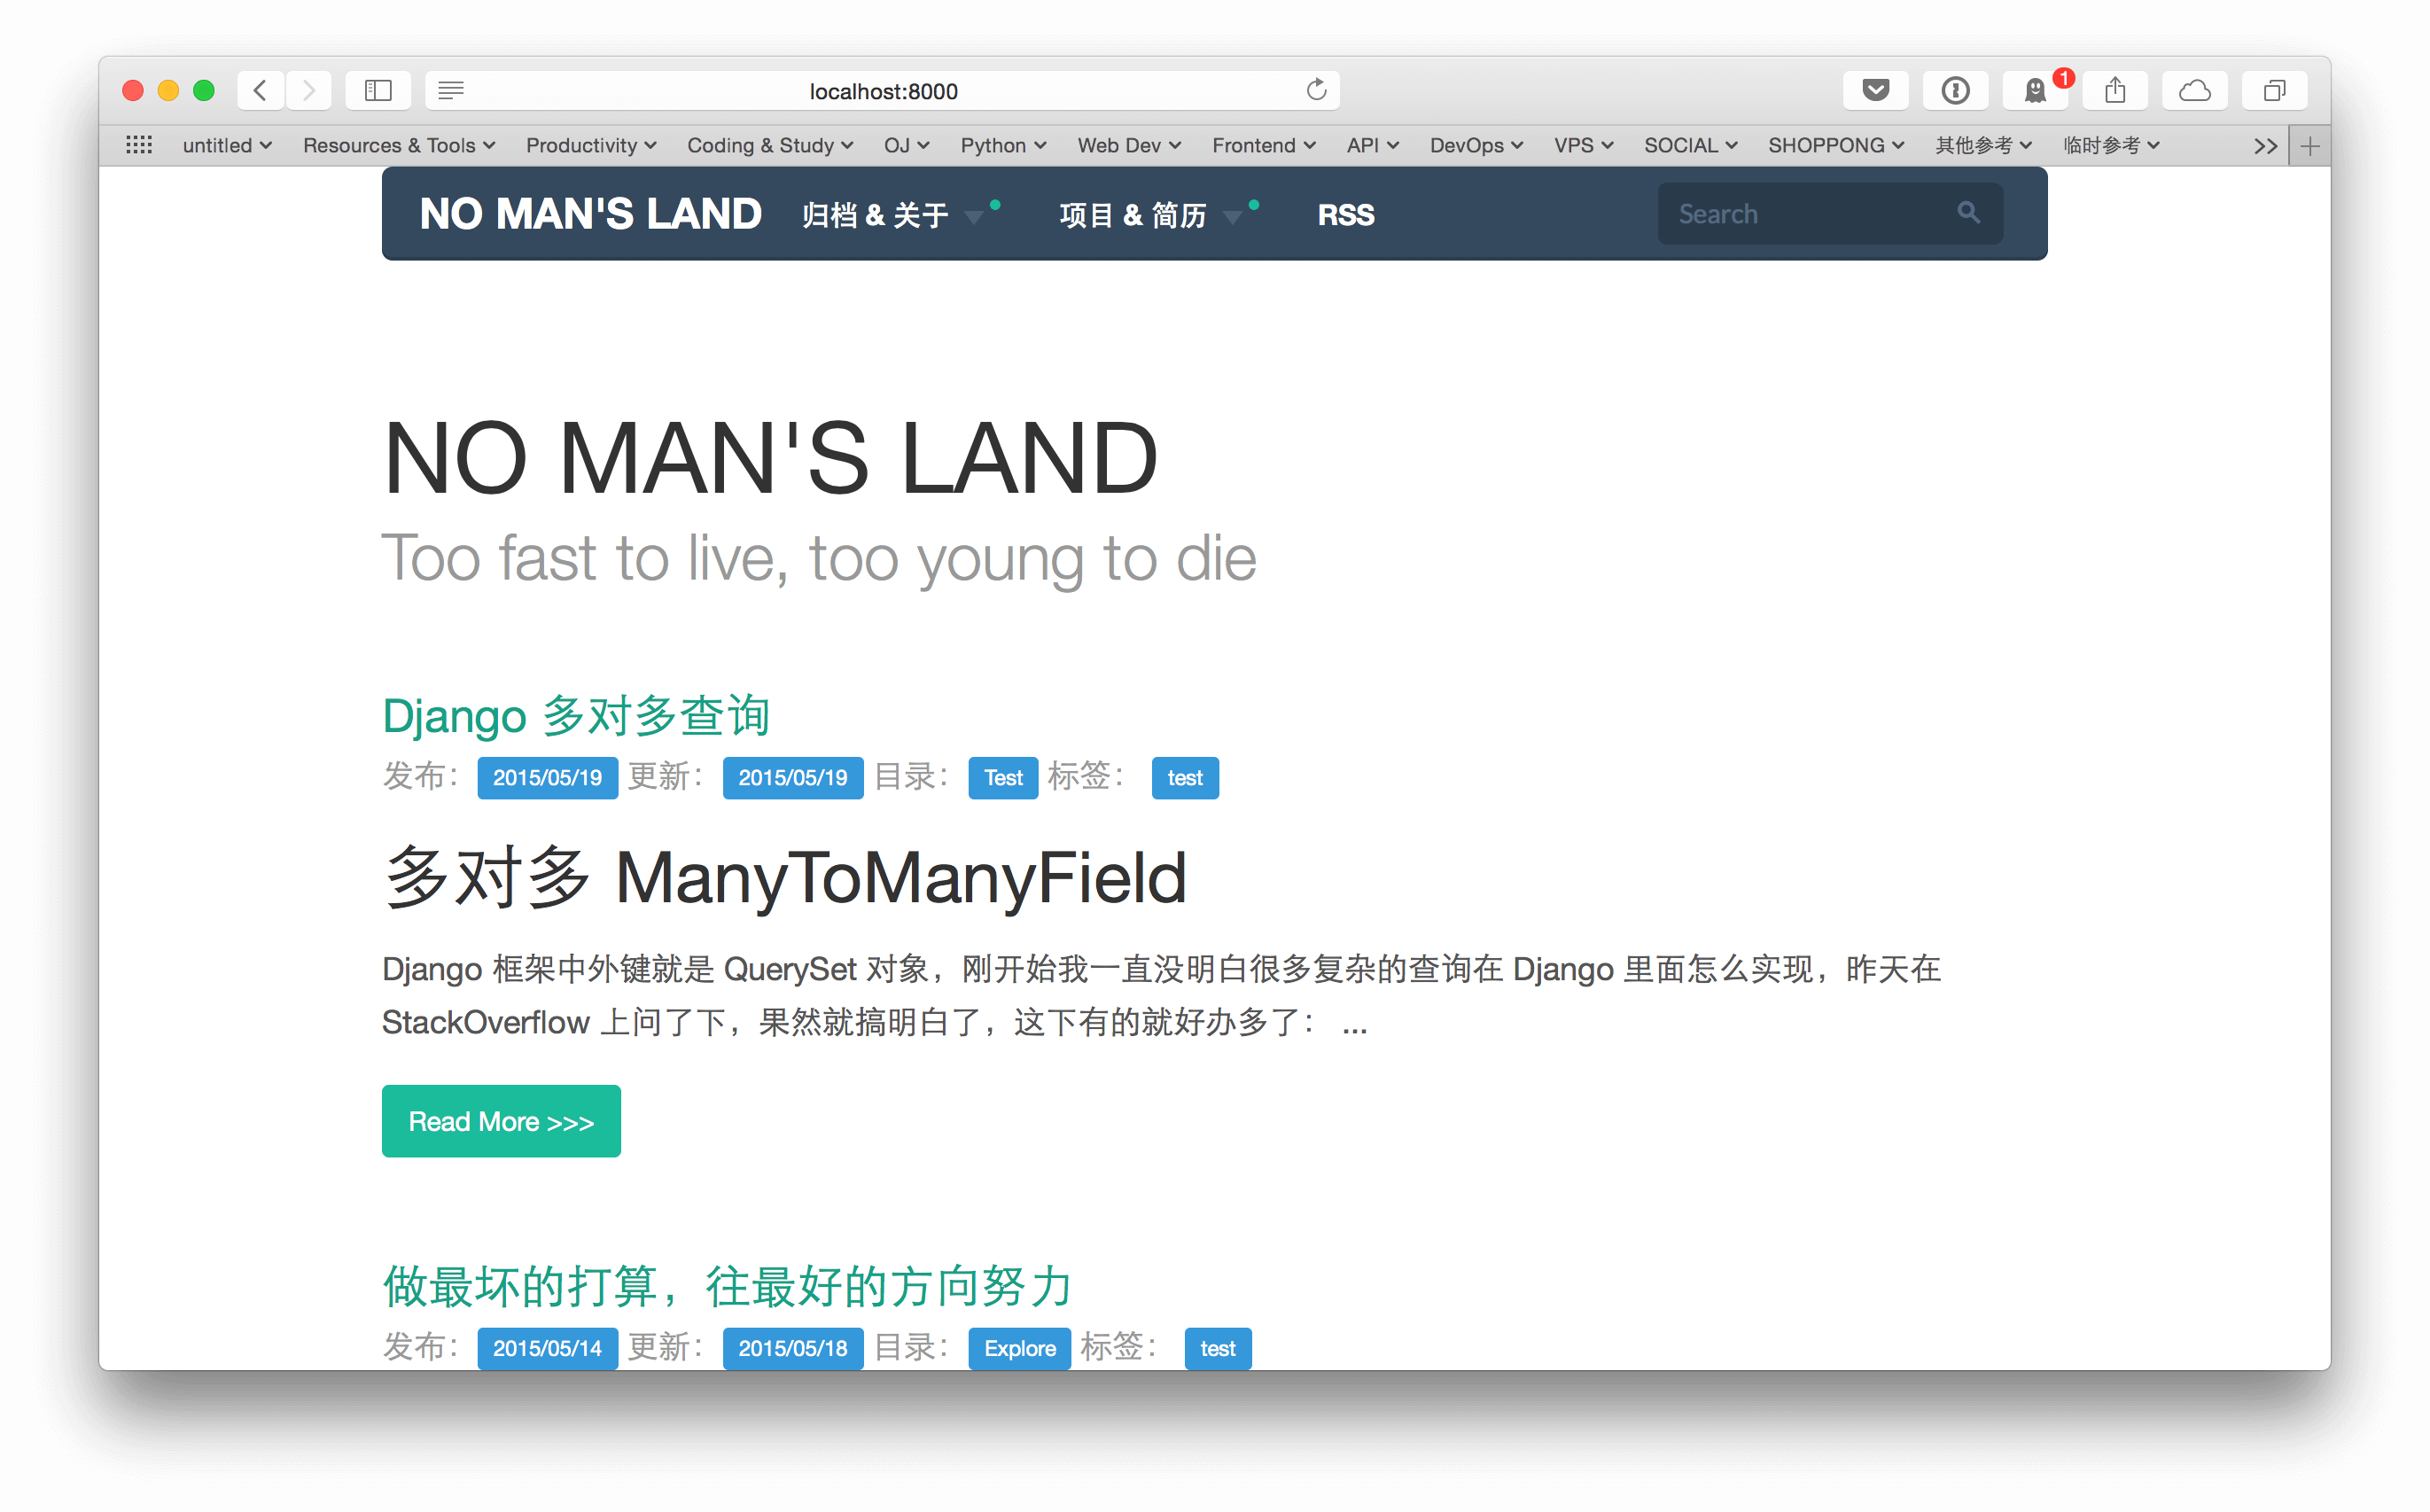 localhost:8000
1
untitled Resources & Tools Productivity Coding & Study OJ Python Web Dev Frontend API DevOps VPS SOCIAL SHOPPONG 其他参考 临时参考
NO MAN'S LAND 归档 & 关于 项目 & 简历 RSS Search
NO MAN'S LAND
Too fast to live, too young to die
Django 多对多查询
发布： 2015/05/19 更新： 2015/05/19 目录： Test 标签： test
多对多 ManyToManyField
Django 框架中外键就是 QuerySet 对象，刚开始我一直没明白很多复杂的查询在 Django 里面怎么实现，昨天在
StackOverflow 上问了下，果然就搞明白了，这下有的就好办多了： ...
Read More >>>
做最坏的打算，往最好的方向努力
发布： 2015/05/14 更新： 2015/05/18 目录： Explore 标签： test